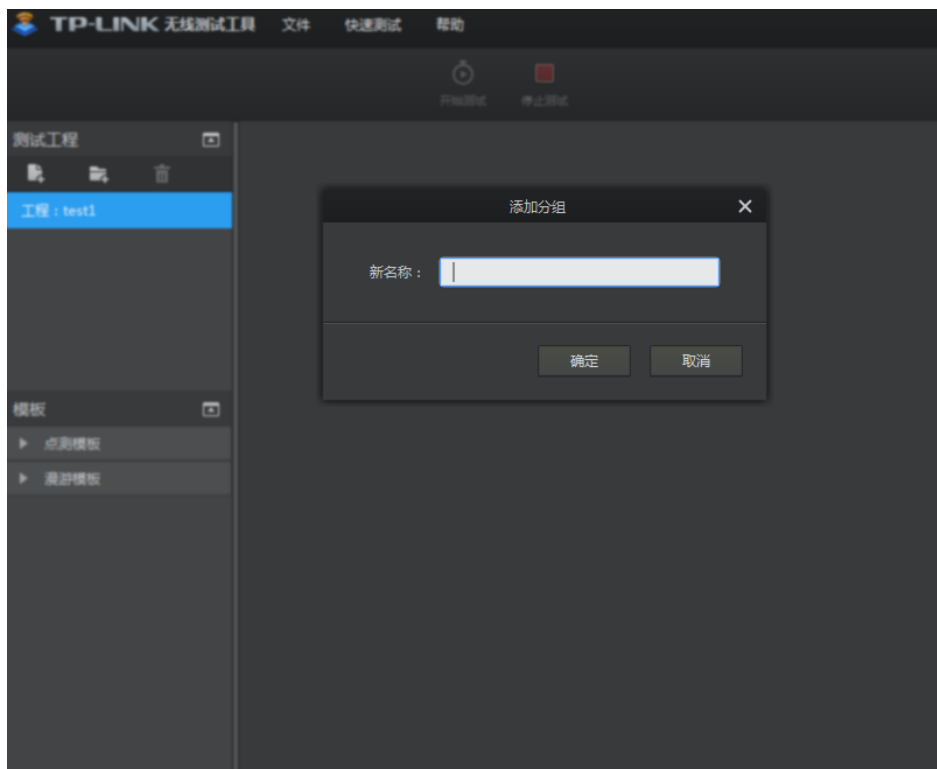 TP-LINK 无线测试工具 文件 快速测试 帮助
开始测试 停止测试
测试工程
工程：test1
添加分组
新名称：
确定 取消
模板
点测模板
漫游模板